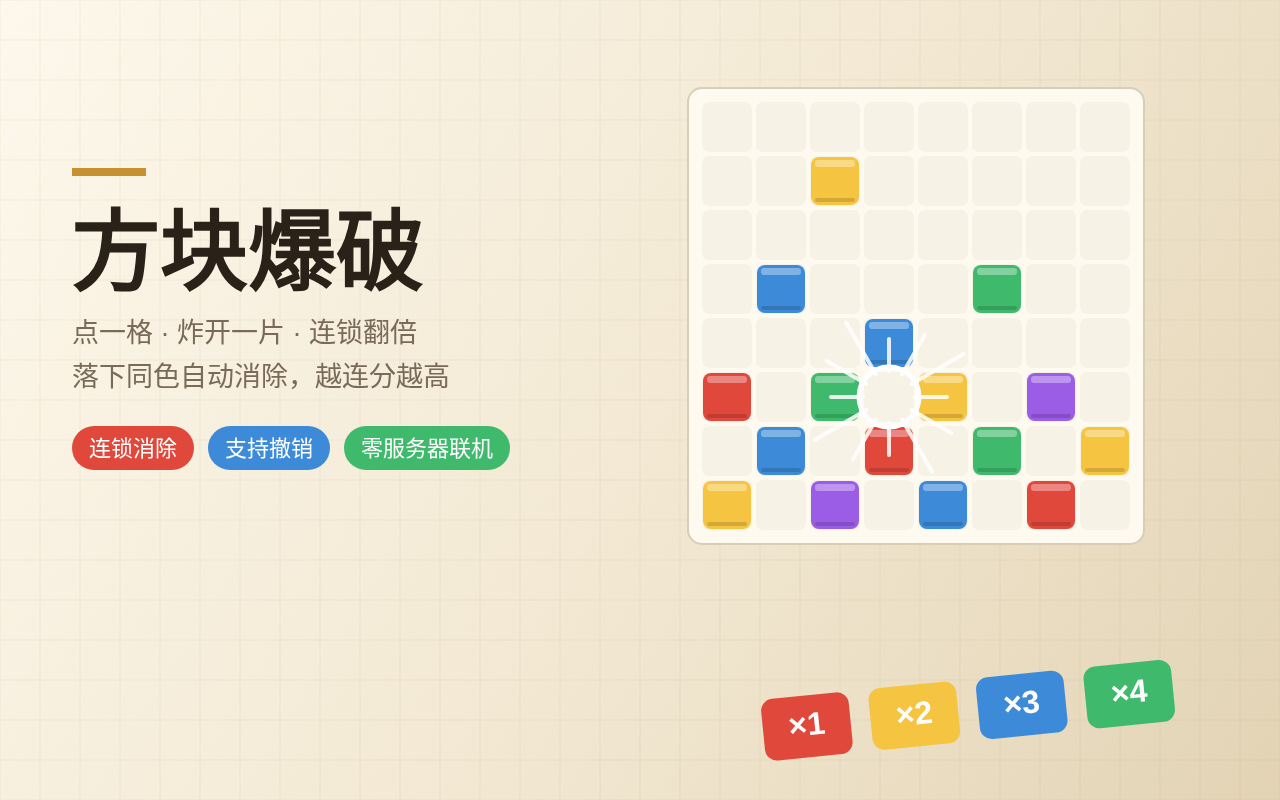 方块爆破
点一格 · 炸开一片 · 连锁翻倍
落下同色自动消除，越连分越高
连锁消除 支持撤销 零服务器联机
×1 ×2 ×3 ×4